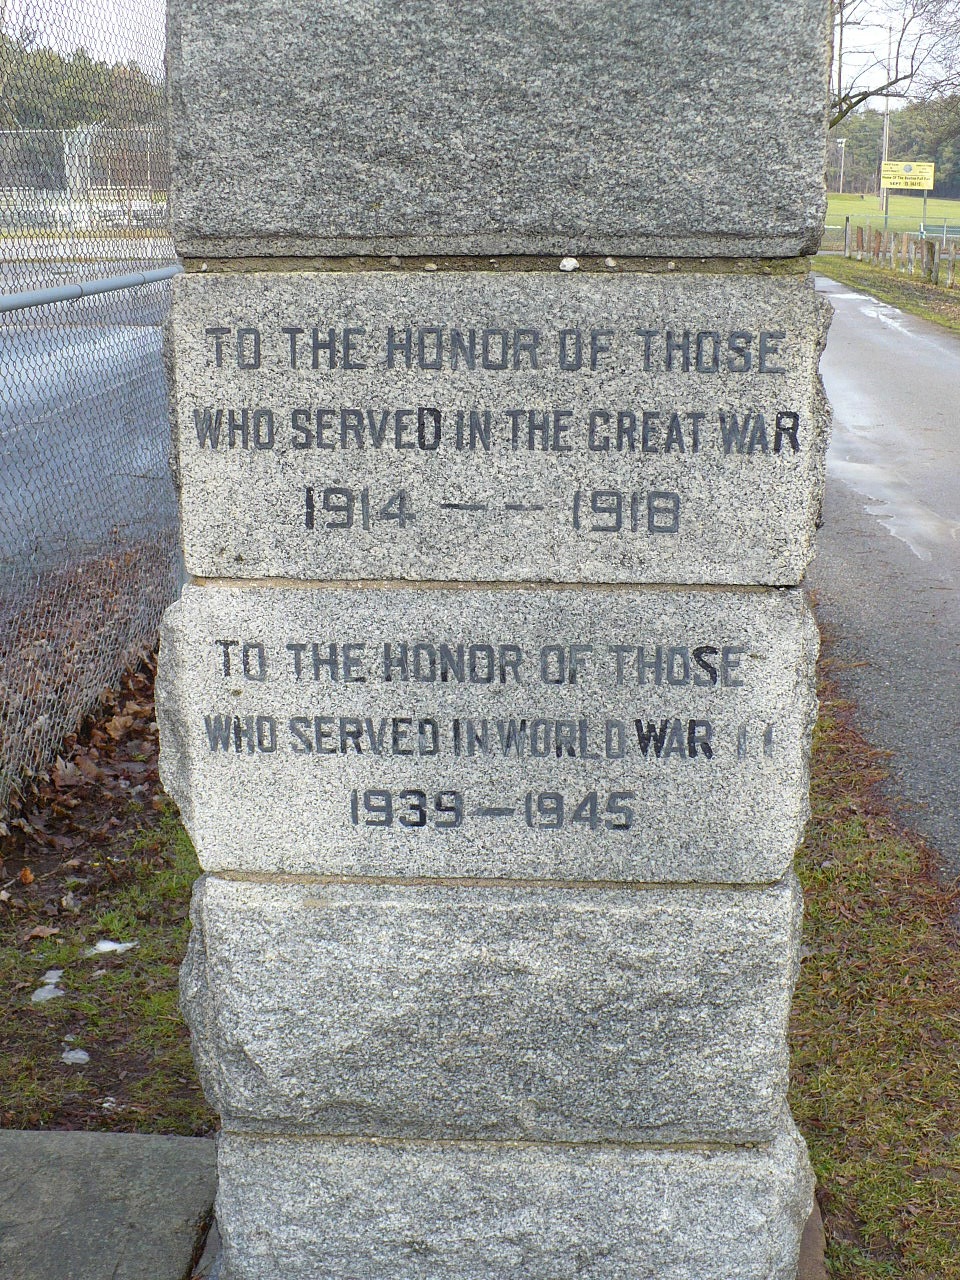 TO THE HONOR OF THOSE
WHO SERVED IN THE GREAT WAR
1914 — — 1918
TO THE HONOR OF THOSE
WHO SERVED IN WORLD WAR II
1939 — 1945